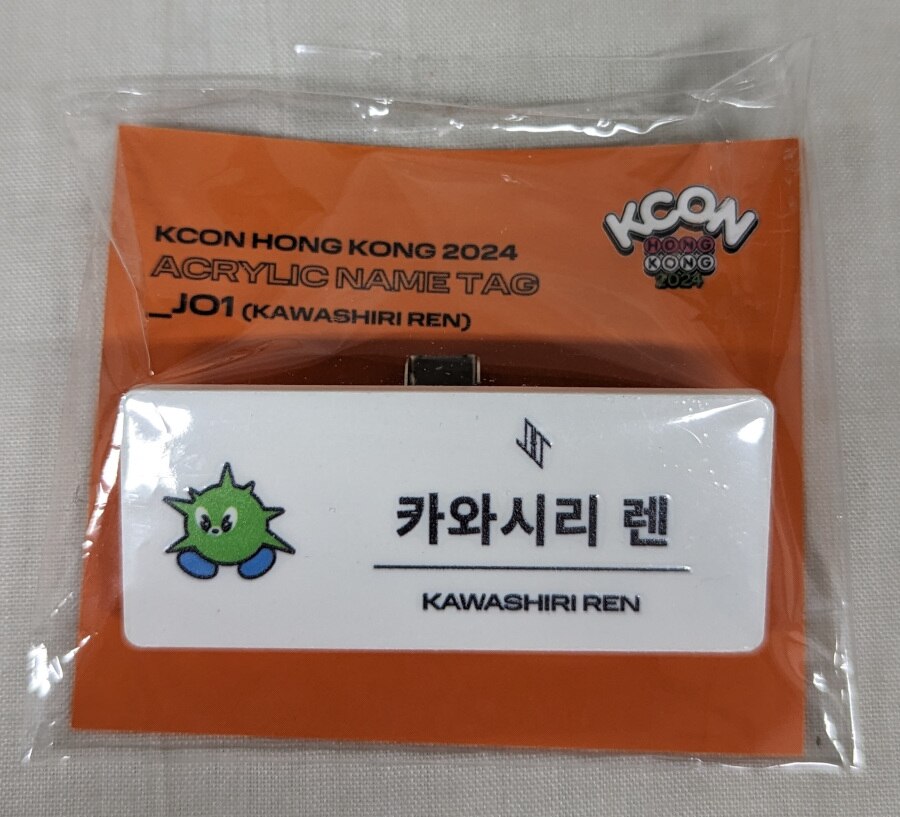 KCON HONG KONG 2024
ACRYLIC NAME TAG
_JO1 (KAWASHIRI REN)
KCON
HONG
KONG
2024
카와시리 렌
KAWASHIRI REN